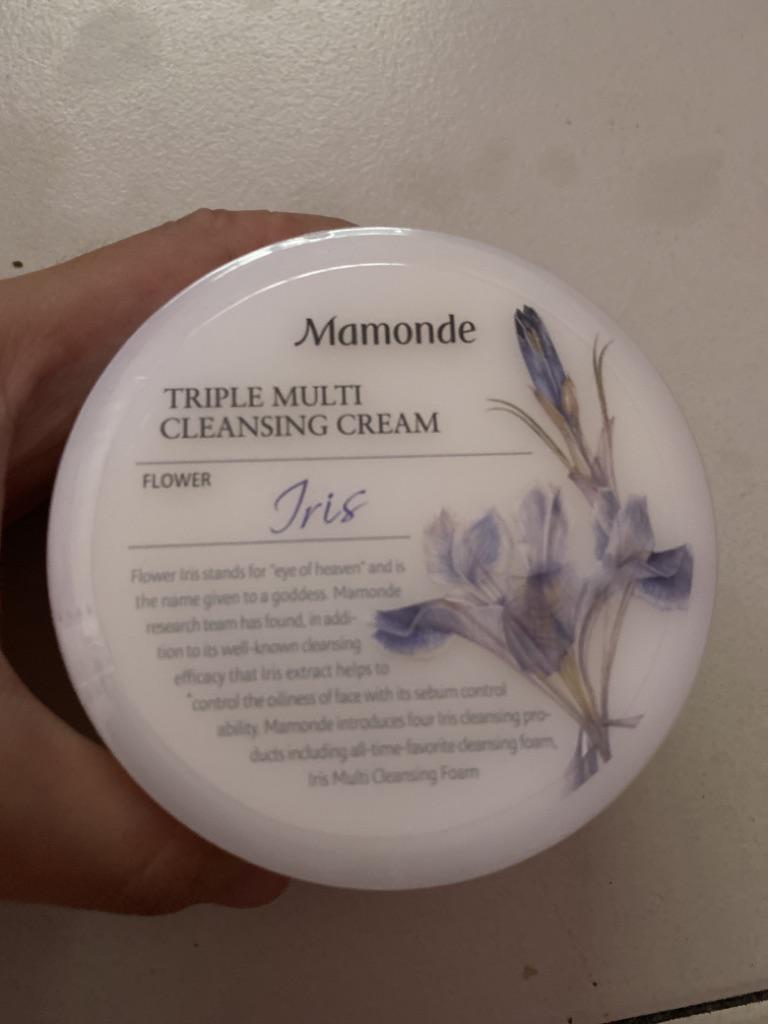 Mamonde
TRIPLE MULTI
CLEANSING CREAM
FLOWER
Iris
Flower Iris stands for "eye of heaven" and is
the name given to a goddess. Mamonde
research team has found, in addi-
tion to its well-known cleansing
efficacy that Iris extract helps to
*control the oiliness of face with its sebum control
ability. Mamonde introduces four Iris cleansing pro-
ducts including all-time-favorite cleansing foam,
Iris Multi Cleansing Foam